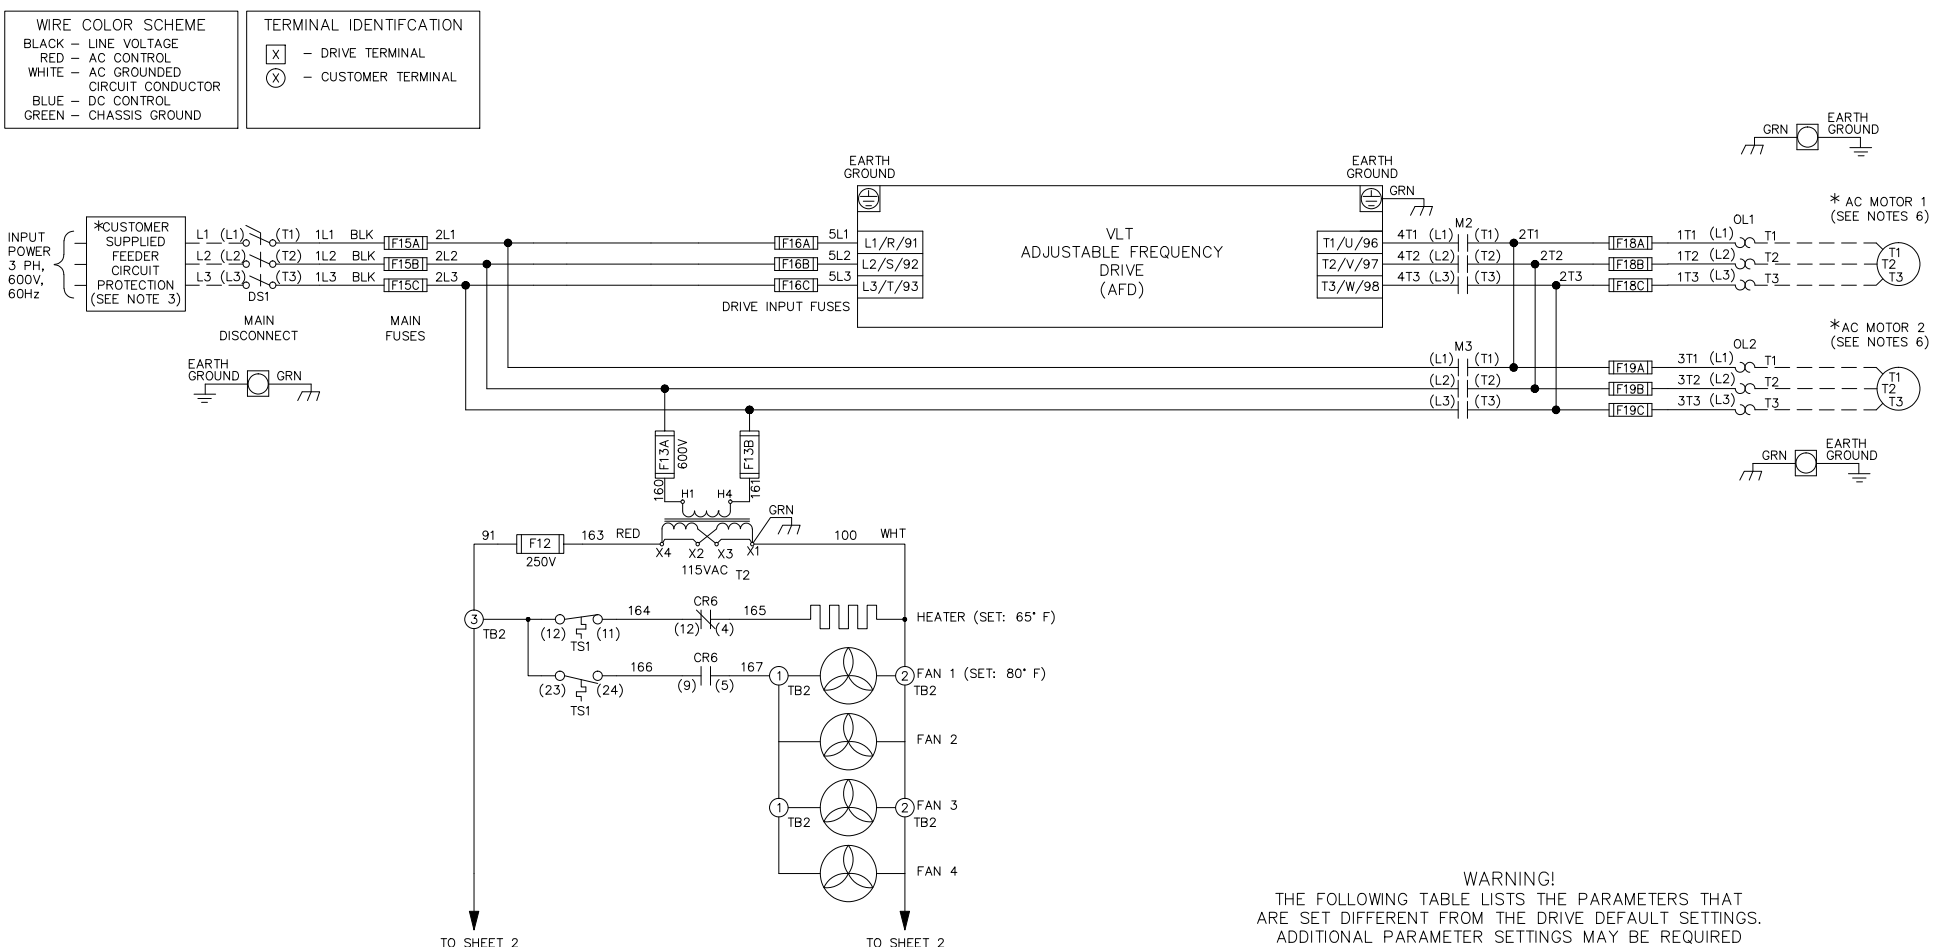 WIRE COLOR SCHEME
BLACK – LINE VOLTAGE
RED – AC CONTROL
WHITE – AC GROUNDED
CIRCUIT CONDUCTOR
BLUE – DC CONTROL
GREEN – CHASSIS GROUND
TERMINAL IDENTIFCATION
X – DRIVE TERMINAL
X – CUSTOMER TERMINAL
INPUT
POWER
3 PH,
600V,
60Hz
*CUSTOMER
SUPPLIED
FEEDER
CIRCUIT
PROTECTION
(SEE NOTE 3)
L1 (L1) (T1) 1L1 BLK F15A 2L1
L2 (L2) (T2) 1L2 BLK F15B 2L2
L3 (L3) (T3) 1L3 BLK F15C 2L3
DS1
MAIN
DISCONNECT
MAIN
FUSES
EARTH
GROUND GRN
F16A 5L1 L1/R/91
F16B 5L2 L2/S/92
F16C 5L3 L3/T/93
DRIVE INPUT FUSES
EARTH
GROUND
VLT
ADJUSTABLE FREQUENCY
DRIVE
(AFD)
EARTH
GROUND
GRN
T1/U/96 4T1 (L1) M2 (T1) 2T1 F18A 1T1 (L1) OL1 T1
T2/V/97 4T2 (L2) (T2) 2T2 F18B 1T2 (L2) T2
T3/W/98 4T3 (L3) (T3) 2T3 F18C 1T3 (L3) T3
GRN EARTH
GROUND
* AC MOTOR 1
(SEE NOTES 6)
T1
T2
T3
M3
(L1) (T1) F19A 3T1 (L1) OL2 T1
(L2) (T2) F19B 3T2 (L2) T2
(L3) (T3) F19C 3T3 (L3) T3
*AC MOTOR 2
(SEE NOTES 6)
T1
T2
T3
GRN EARTH
GROUND
F13A 600V F13B
160 H1 H4 161
GRN
91 F12 163 RED X4 X2 X3 X1 100 WHT
250V
115VAC T2
3 TB2
(12) (11) 164 CR6 (12) (4) 165 HEATER (SET: 65° F)
TS1
(23) (24) 166 CR6 (9) (5) 167 1 TB2 2 TB2 FAN 1 (SET: 80° F)
TS1
FAN 2
1 TB2 2 TB2 FAN 3
FAN 4
TO SHEET 2
TO SHEET 2
WARNING!
THE FOLLOWING TABLE LISTS THE PARAMETERS THAT
ARE SET DIFFERENT FROM THE DRIVE DEFAULT SETTINGS.
ADDITIONAL PARAMETER SETTINGS MAY BE REQUIRED